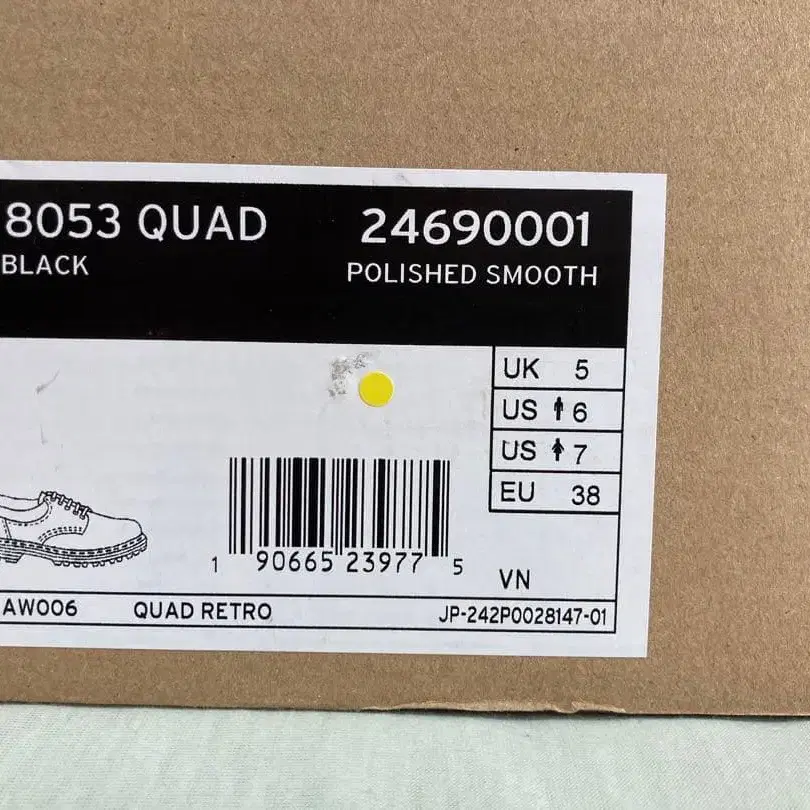 8053 QUAD 24690001
BLACK POLISHED SMOOTH
UK 5
US 6
US 7
EU 38
1 90665 23977 5
VN
AW006 QUAD RETRO JP-242P0028147-01